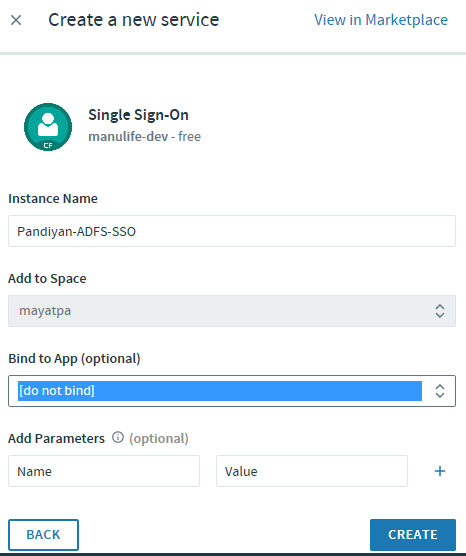 × Create a new service View in Marketplace
Single Sign-On
manulife-dev - free
CF
Instance Name
Pandiyan-ADFS-SSO
Add to Space
mayatpa
Bind to App (optional)
[do not bind]
Add Parameters (optional)
Name Value +
BACK CREATE